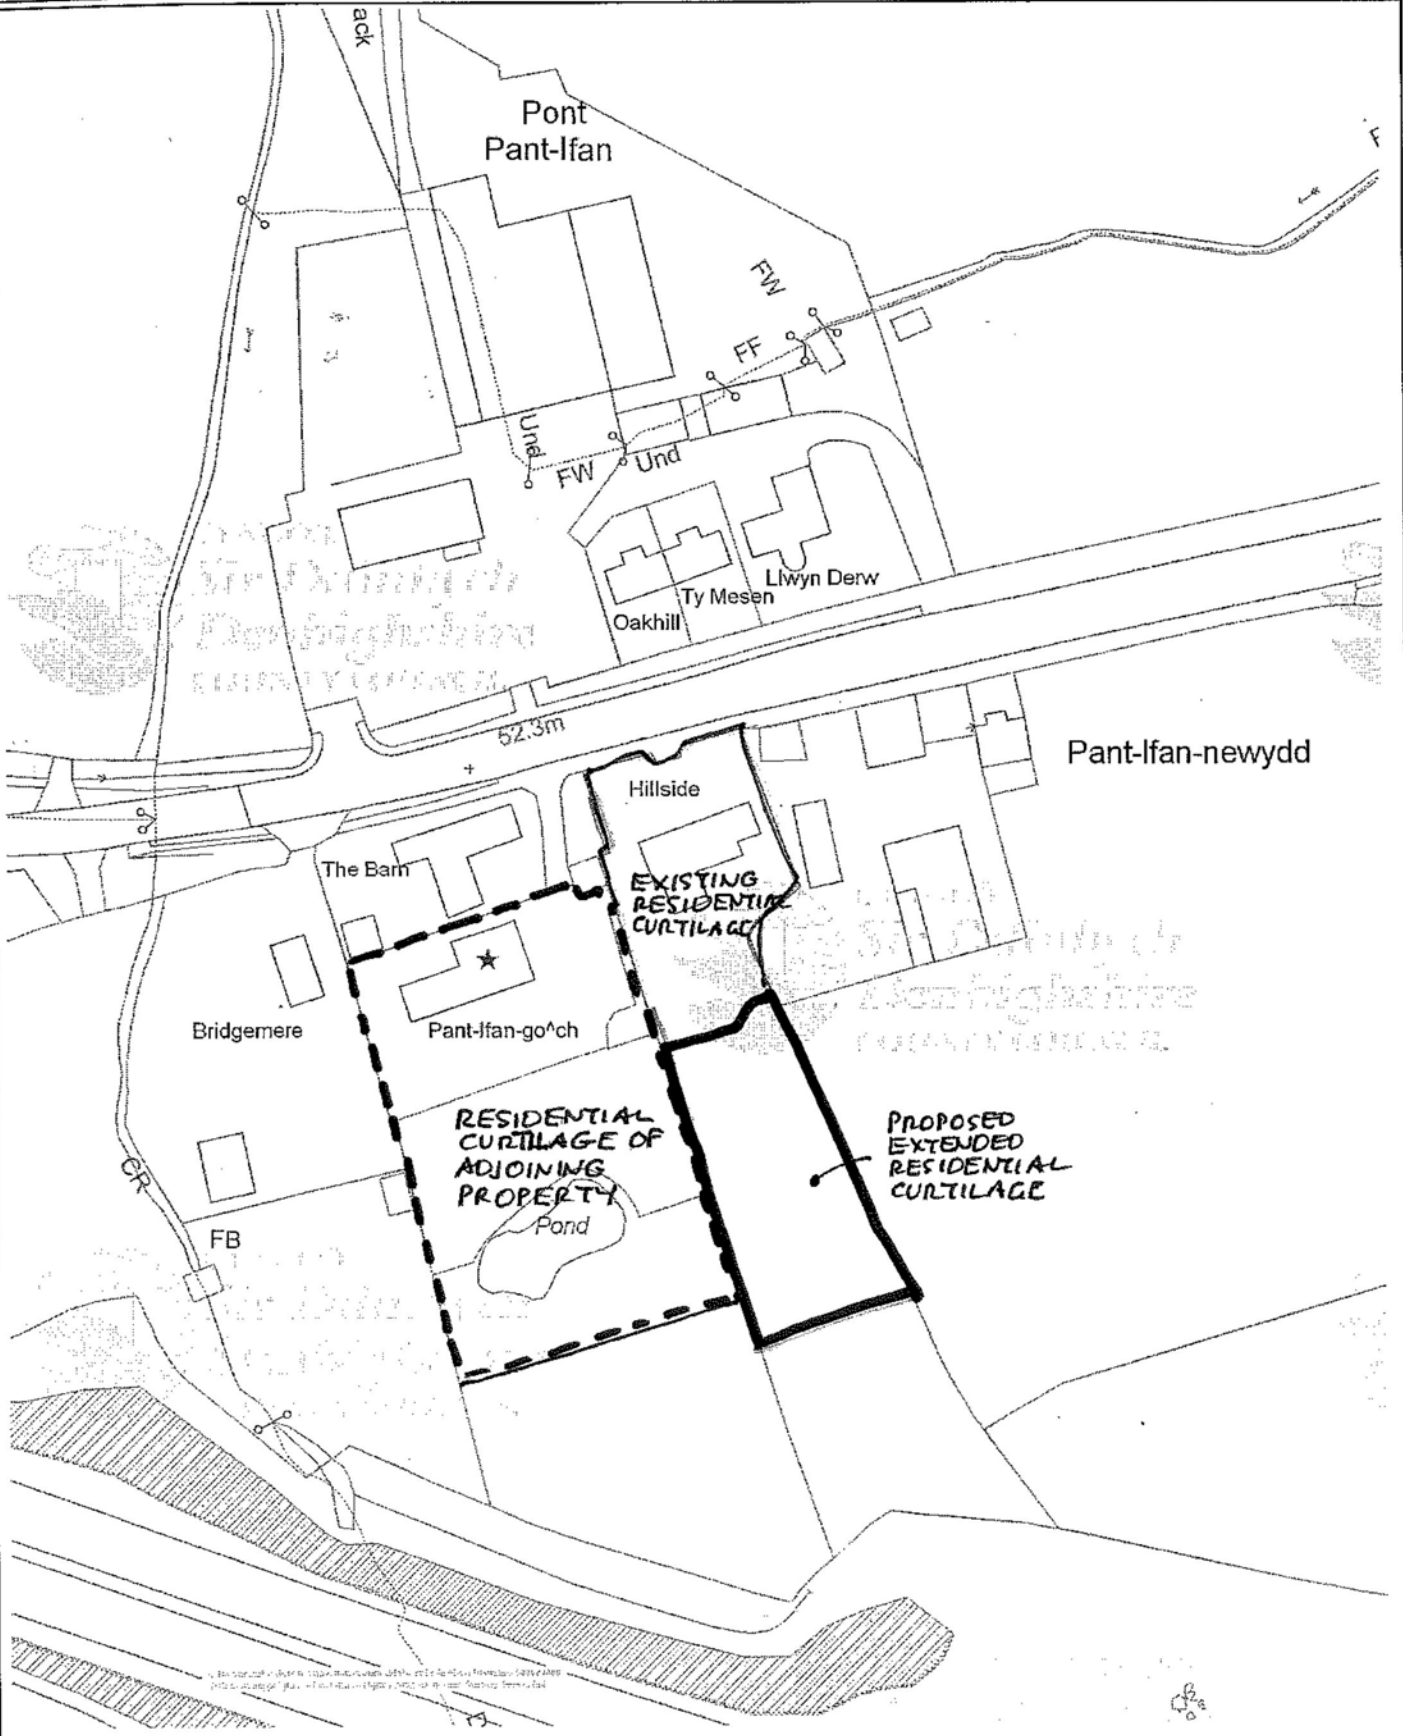 ack
Pont
Pant-Ifan
FW
FF
Und
FW
Und
Llwyn Derw
Ty Mesen
Oakhill
52.3m
Pant-Ifan-newydd
Hillside
The Barn
EXISTING
RESIDENTIAL
CURTILAGE
Bridgemere
Pant-Ifan-go^ch
RESIDENTIAL
CURTILAGE OF
ADJOINING
PROPERTY
PROPOSED
EXTENDED
RESIDENTIAL
CURTILAGE
CR
Pond
FB